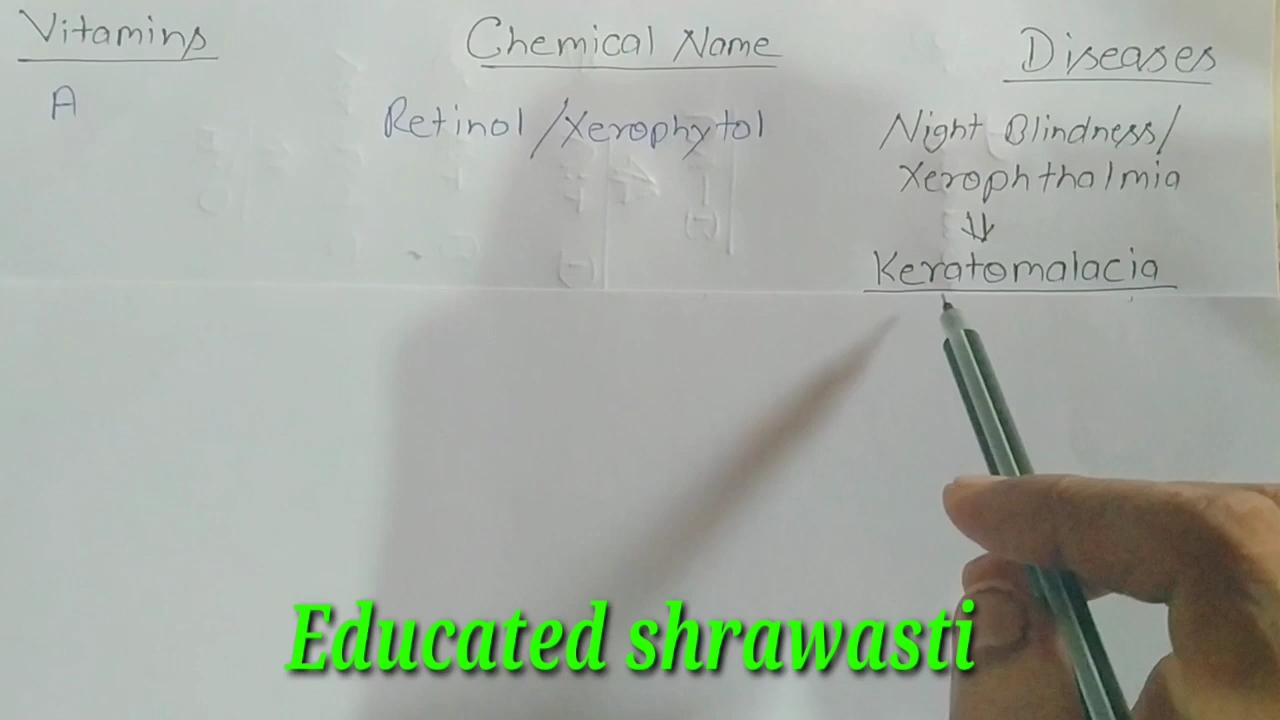 Vitamins Chemical Name Diseases
A Retinol/Xerophytol Night Blindness/
Xerophthalmia
⇓
Keratomalacia
Educated shrawasti